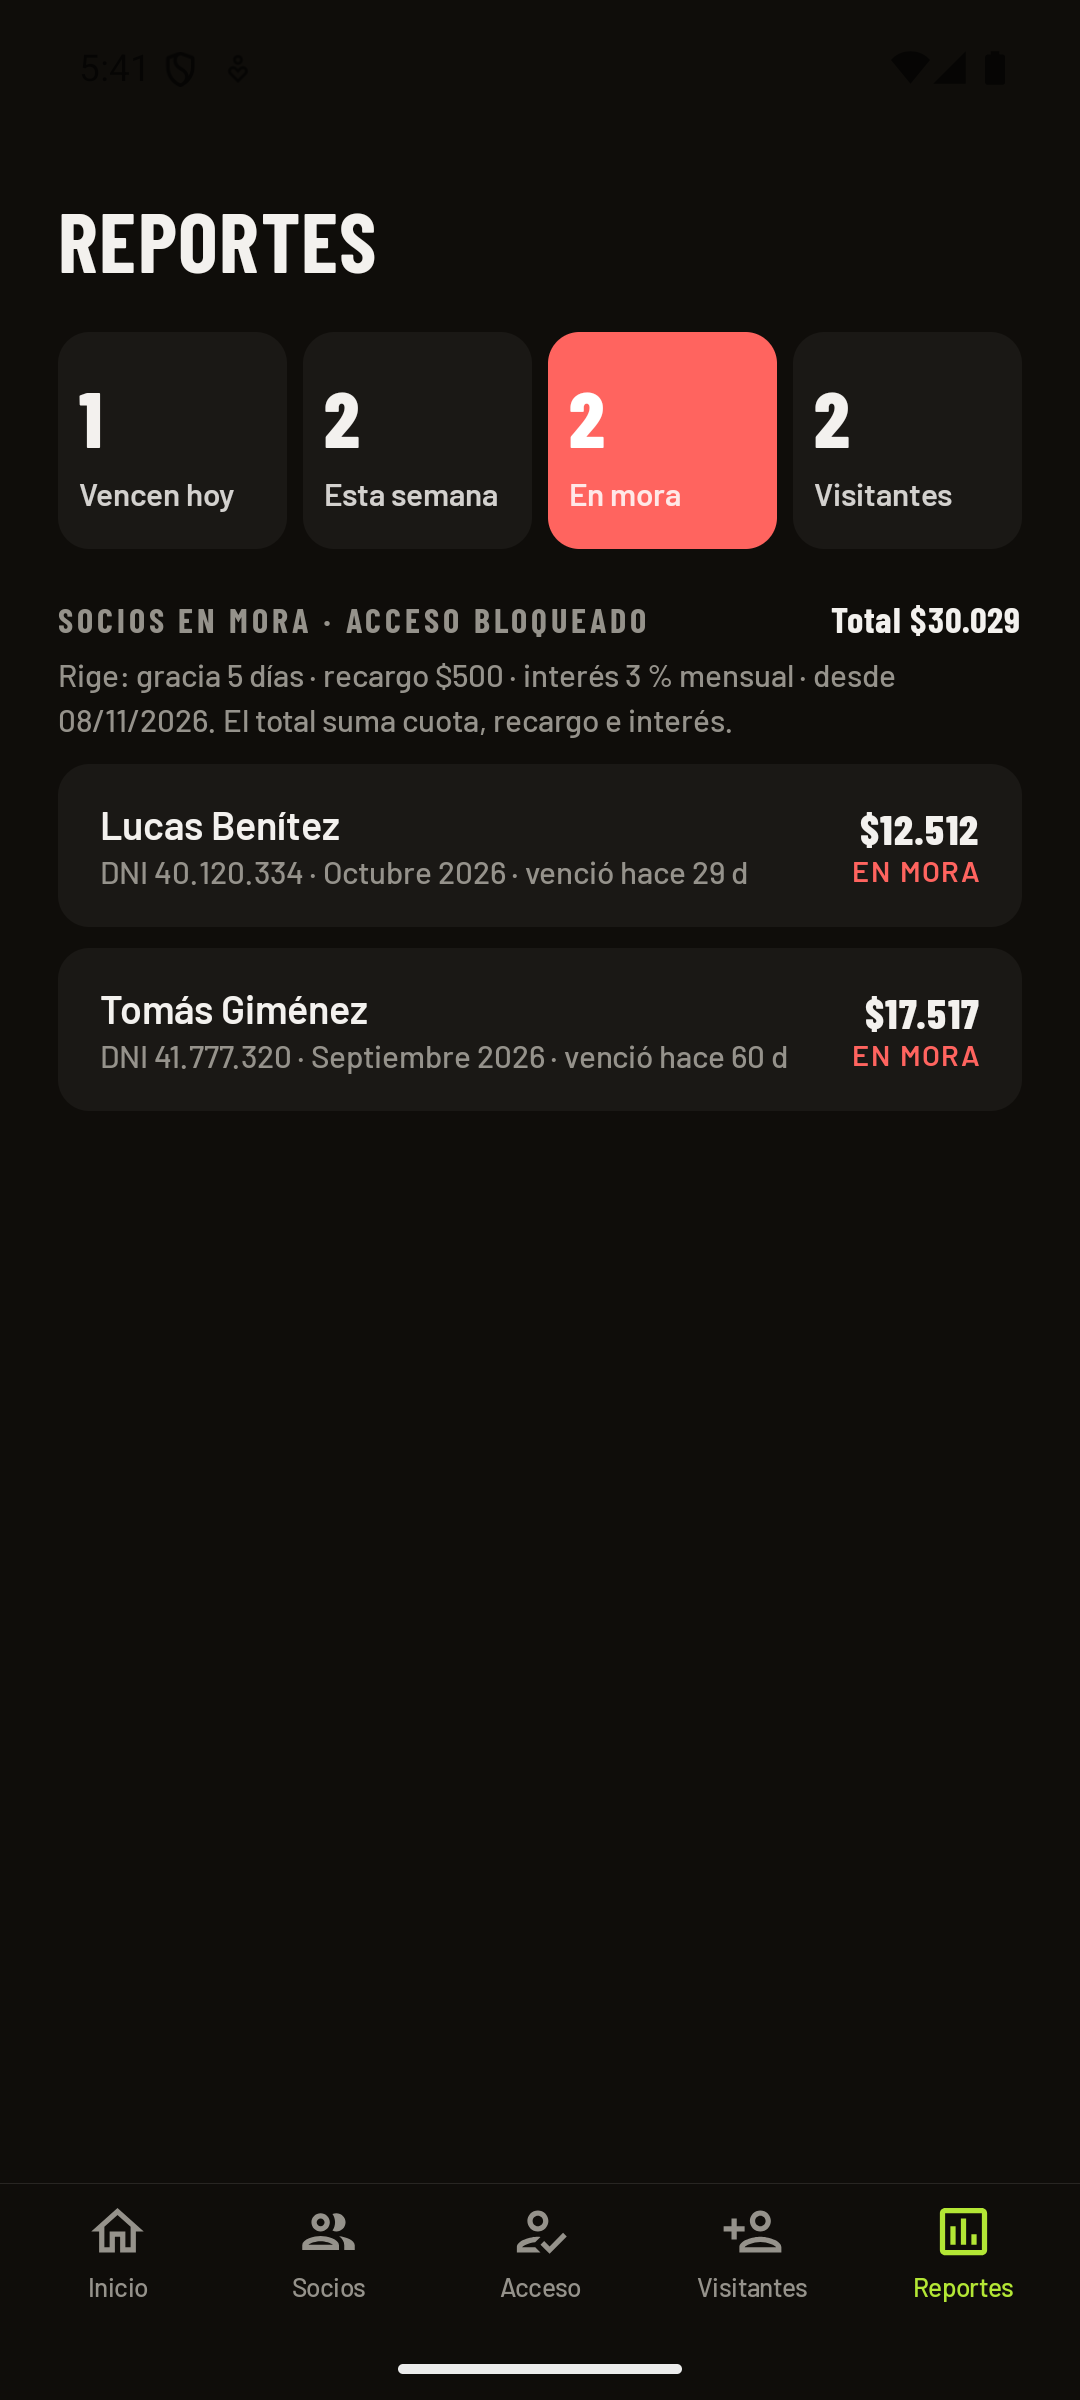 5:41
REPORTES
1
Vencen hoy
2
Esta semana
2
En mora
2
Visitantes
SOCIOS EN MORA · ACCESO BLOQUEADO
Total $30.029
Rige: gracia 5 días · recargo $500 · interés 3 % mensual · desde
08/11/2026. El total suma cuota, recargo e interés.
Lucas Benítez
$12.512
DNI 40.120.334 · Octubre 2026 · venció hace 29 d
EN MORA
Tomás Giménez
$17.517
DNI 41.777.320 · Septiembre 2026 · venció hace 60 d
EN MORA
Inicio
Socios
Acceso
Visitantes
Reportes